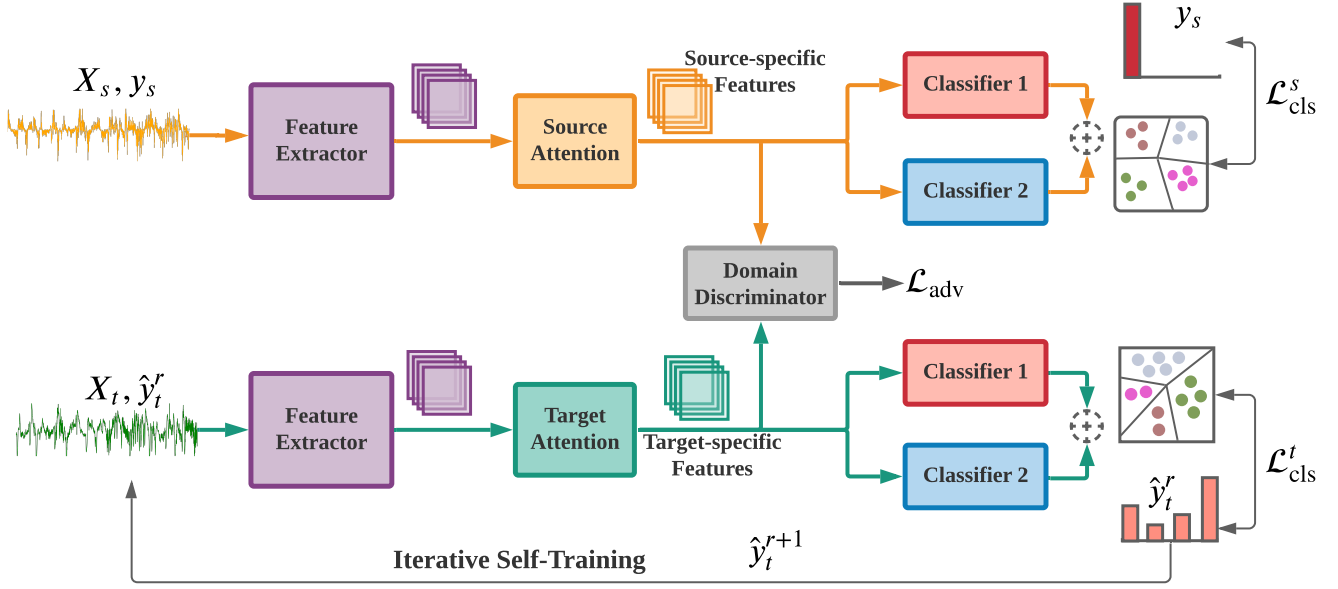 X_s, y_s
Feature
Extractor
Source
Attention
Source-specific
Features
Classifier 1
Classifier 2
y_s
ℒ^s_cls
Domain
Discriminator
ℒ_adv
X_t, ŷ^r_t
Feature
Extractor
Target
Attention
Target-specific
Features
Classifier 1
Classifier 2
ℒ^t_cls
ŷ^r_t
Iterative Self-Training
ŷ^{r+1}_t